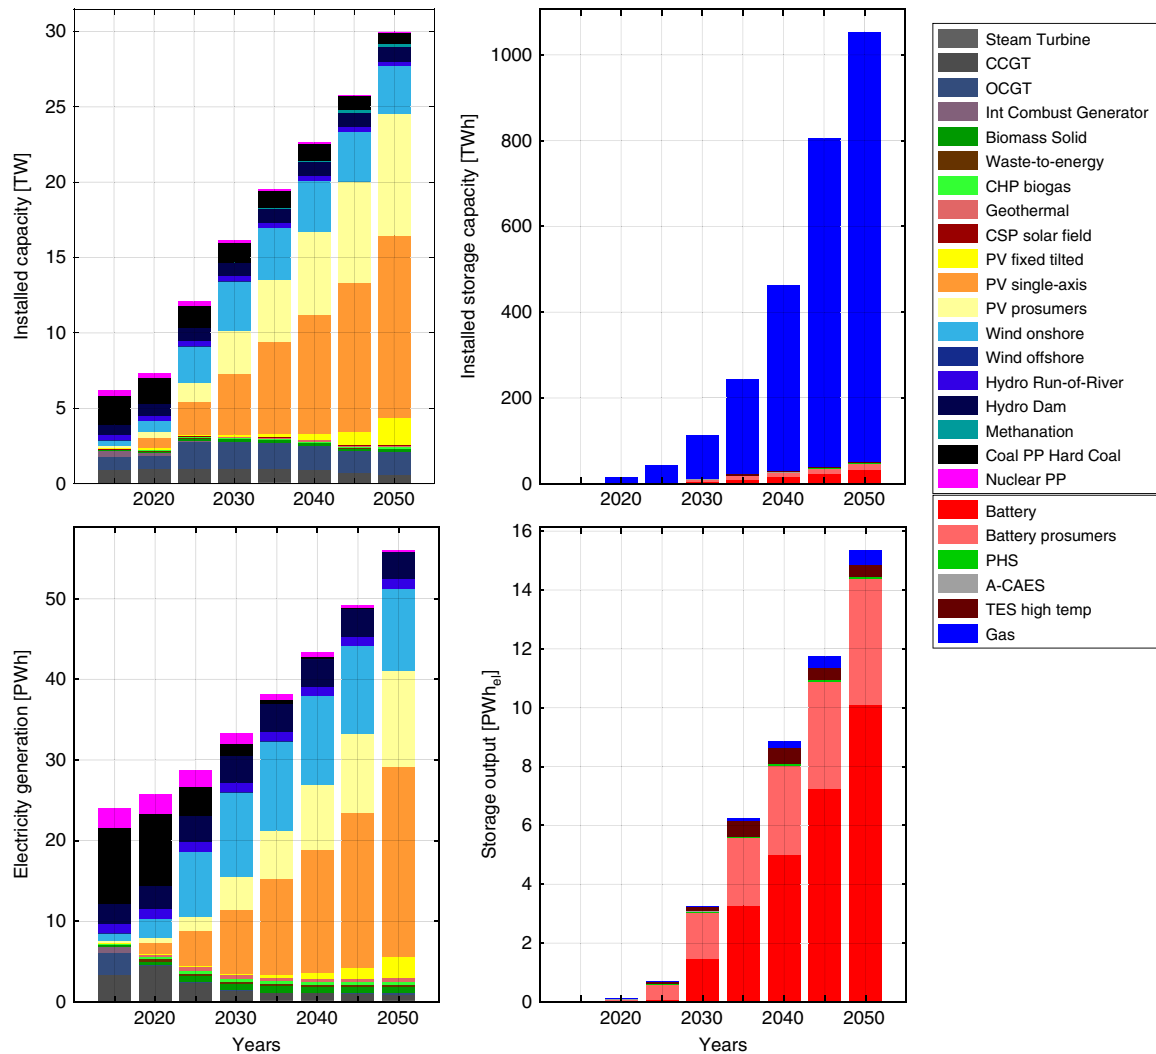 30
25
20
15
10
5
0
Installed capacity [TW]
2020
2030
2040
2050
1000
800
600
400
200
0
Installed storage capacity [TWh]
2020
2030
2040
2050
Steam Turbine
CCGT
OCGT
Int Combust Generator
Biomass Solid
Waste-to-energy
CHP biogas
Geothermal
CSP solar field
PV fixed tilted
PV single-axis
PV prosumers
Wind onshore
Wind offshore
Hydro Run-of-River
Hydro Dam
Methanation
Coal PP Hard Coal
Nuclear PP
Battery
Battery prosumers
PHS
A-CAES
TES high temp
Gas
50
40
30
20
10
0
Electricity generation [PWh]
2020
2030
2040
2050
Years
16
14
12
10
8
6
4
2
0
Storage output [PWhel]
2020
2030
2040
2050
Years